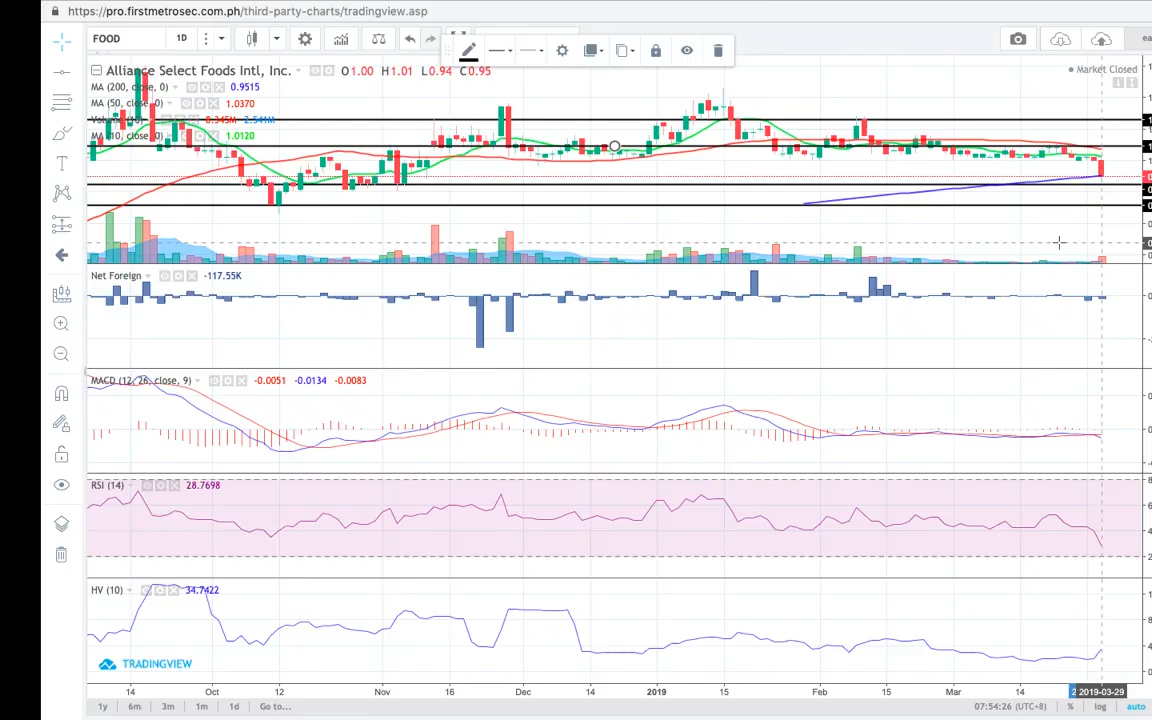 https://pro.firstmetrosec.com.ph/third-party-charts/tradingview.asp
FOOD 1D
Alliance Select Foods Intl, Inc. O1.00 H1.01 L0.94 C0.95
Market Closed
MA (200, close, 0) 0.9515
MA (50, close, 0) 1.0370
MA (10, close, 0) 1.0120
Net Foreign -117.55K
MACD (12, 26, close, 9) -0.0051 -0.0134 -0.0083
RSI (14) 28.7698
HV (10) 34.7422
TRADINGVIEW
14 Oct 12 Nov 16 Dec 14 2019 15 Feb 15 Mar 14 2019-03-29
1y 6m 3m 1m 1d Go to... 07:54:26 (UTC+8) % log auto